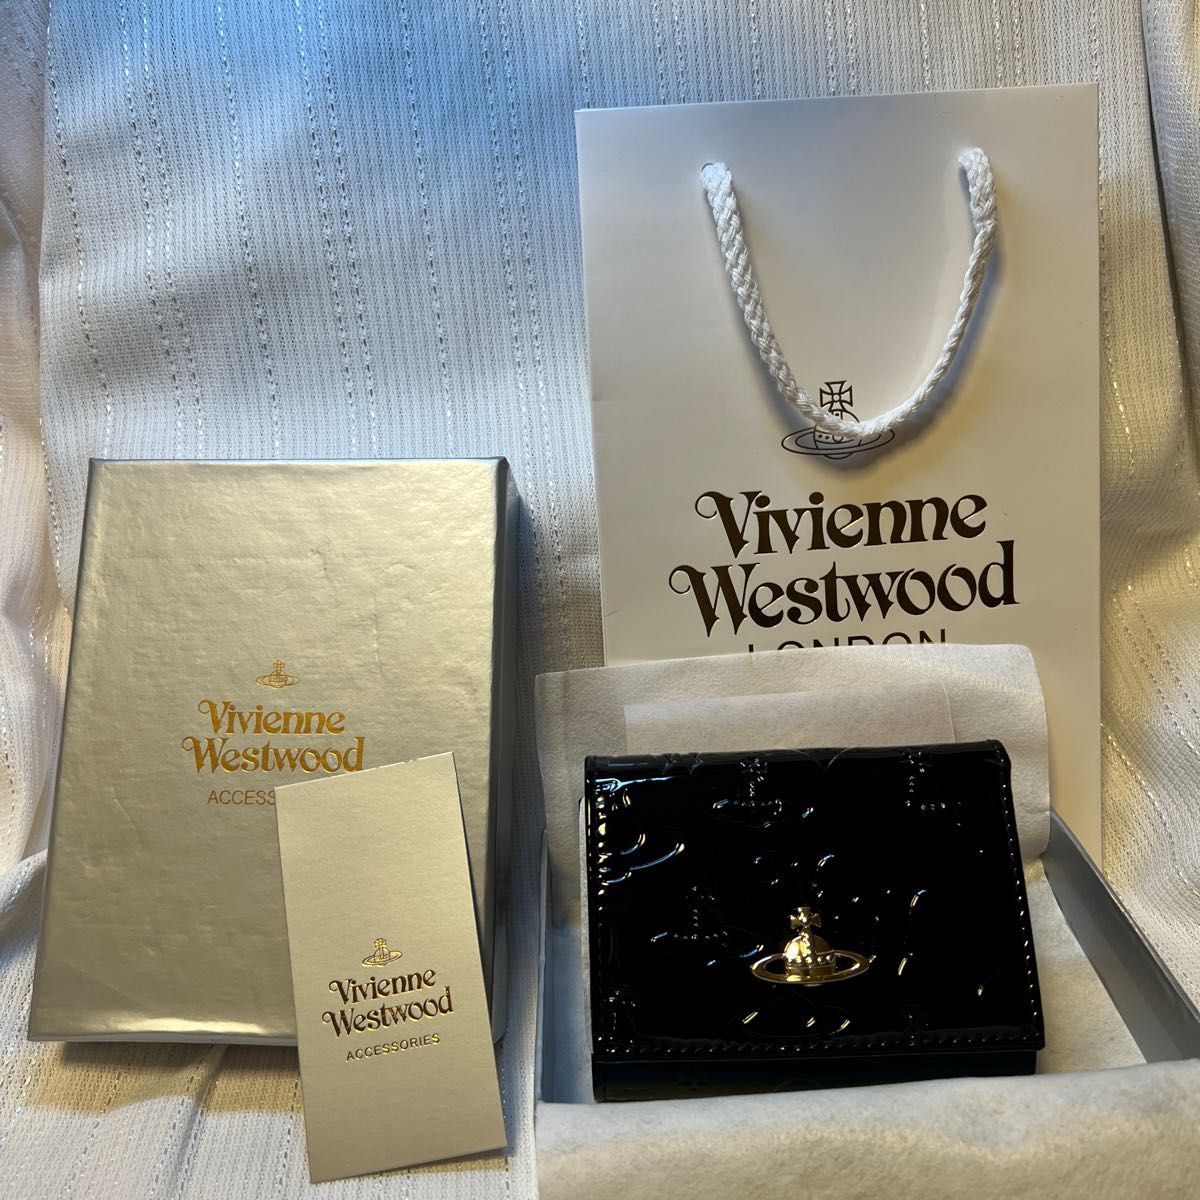 Vivienne
Westwood
LONDON
Vivienne
Westwood
Vivienne
Westwood
ACCESSORIES